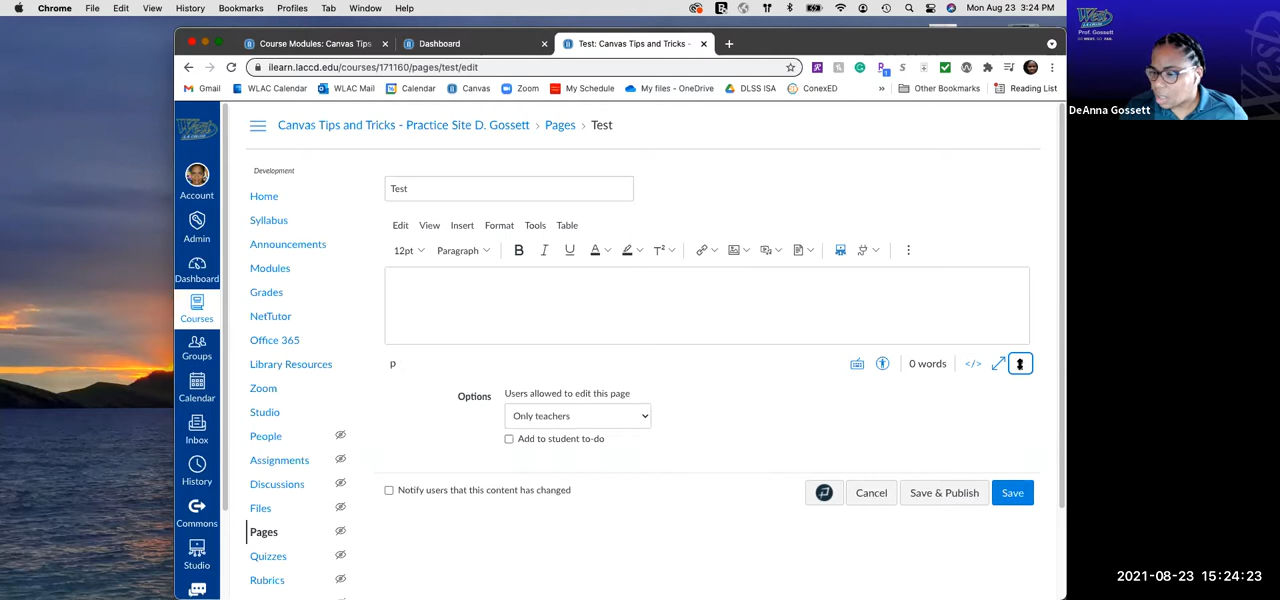 Chrome File Edit View History Bookmarks Profiles Tab Window Help Mon Aug 23 3:24 PM
Course Modules: Canvas Tips Dashboard Test: Canvas Tips and Tricks -
ilearn.laccd.edu/courses/171160/pages/test/edit
Gmail WLAC Calendar WLAC Mail Calendar Canvas Zoom My Schedule My files - OneDrive DLSS ISA ConexED » Other Bookmarks Reading List
West
Prof. Gossett
DeAnna Gossett
Canvas Tips and Tricks - Practice Site D. Gossett > Pages > Test
Account
Admin
Dashboard
Courses
Groups
Calendar
Inbox
History
Commons
Studio
Development
Home
Syllabus
Announcements
Modules
Grades
NetTutor
Office 365
Library Resources
Zoom
Studio
People
Assignments
Discussions
Files
Pages
Quizzes
Rubrics
Test
Edit View Insert Format Tools Table
12pt Paragraph B I U A T²
p 0 words </>
Options Users allowed to edit this page
Only teachers
Add to student to-do
Notify users that this content has changed Cancel Save & Publish Save
2021-08-23 15:24:23